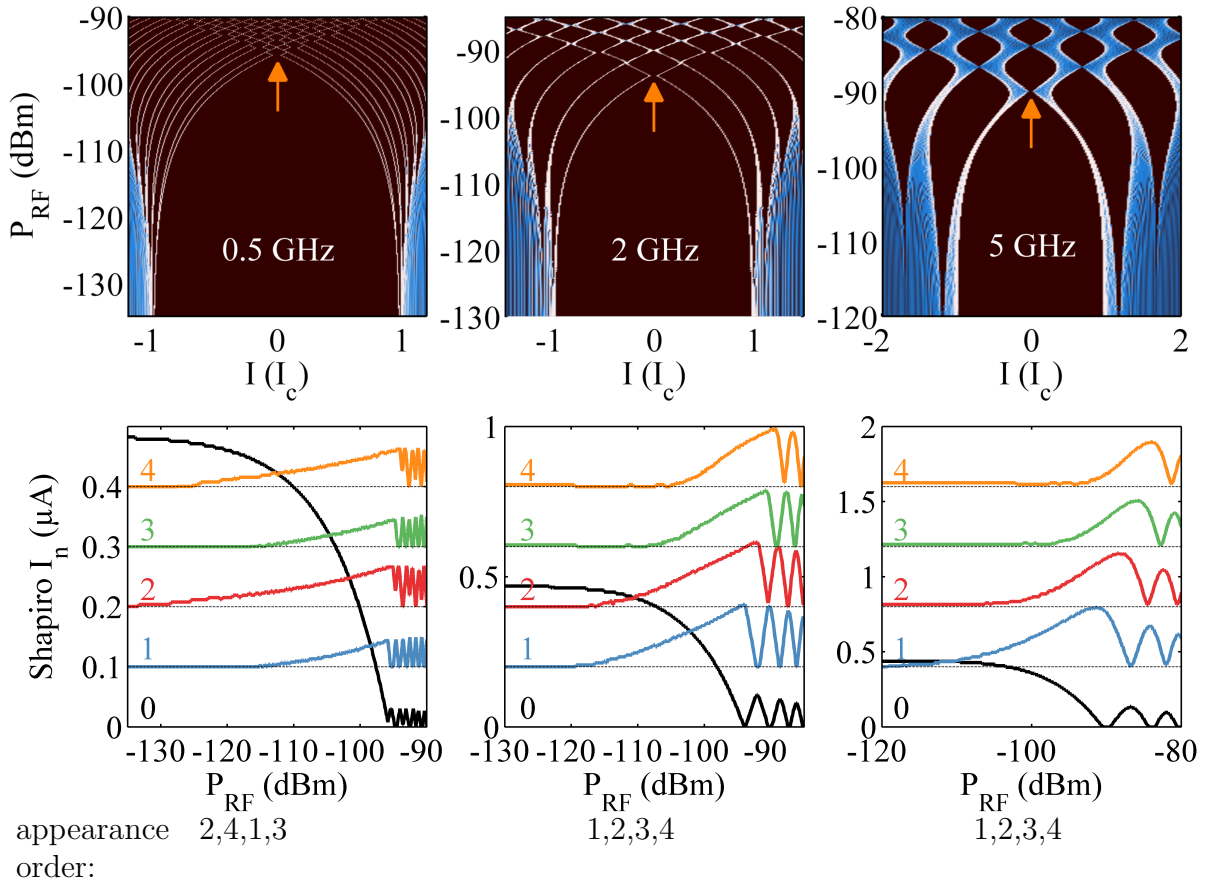 -90
-100
-110
-120
-130
P_RF (dBm)
0.5 GHz
-1 0 1
I (I_c)
-90
-100
-110
-120
-130
2 GHz
-1 0 1
I (I_c)
-80
-90
-100
-110
-120
5 GHz
-2 0 2
I (I_c)
Shapiro I_n (μA)
0.4
0.3
0.2
0.1
0
4
3
2
1
0
-130 -120 -110 -100 -90
P_RF (dBm)
1
0.5
0
4
3
2
1
0
-130 -120 -110 -100 -90
P_RF (dBm)
2
1.5
1
0.5
0
4
3
2
1
0
-120 -100 -80
P_RF (dBm)
appearance 2,4,1,3 1,2,3,4 1,2,3,4
order: